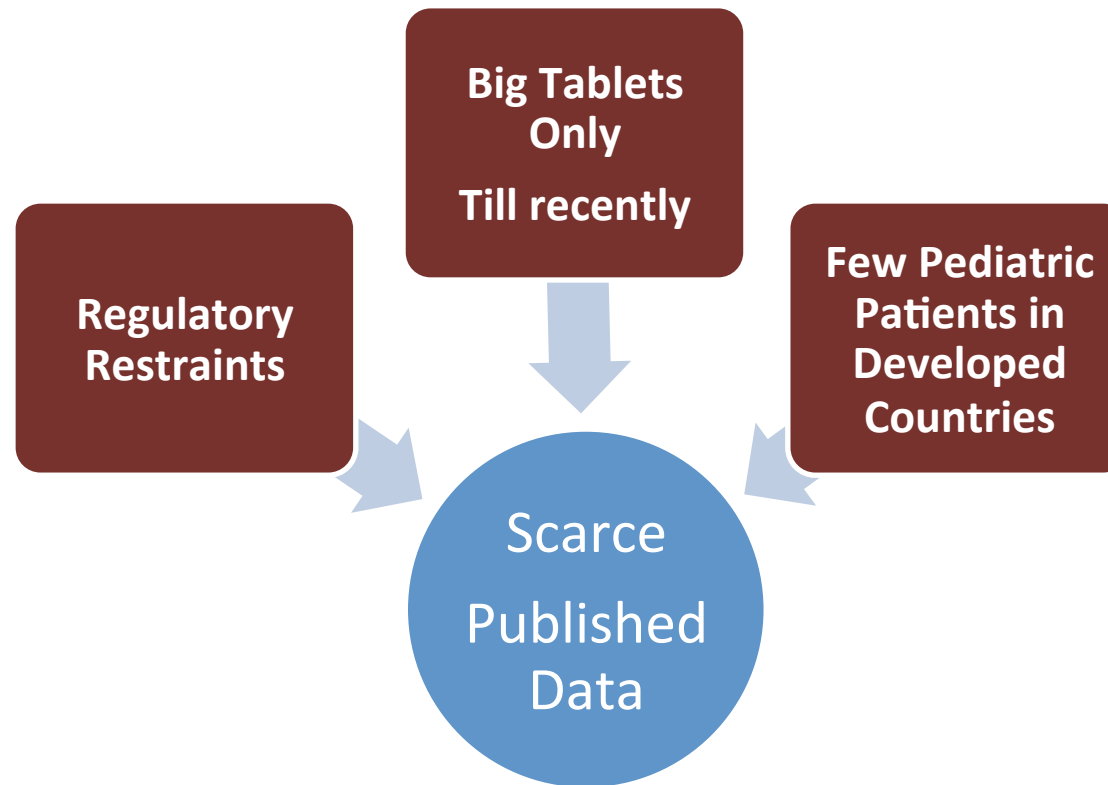 Big Tablets
Only
Till recently
Regulatory
Restraints
Few Pediatric
Patients in
Developed
Countries
Scarce
Published
Data